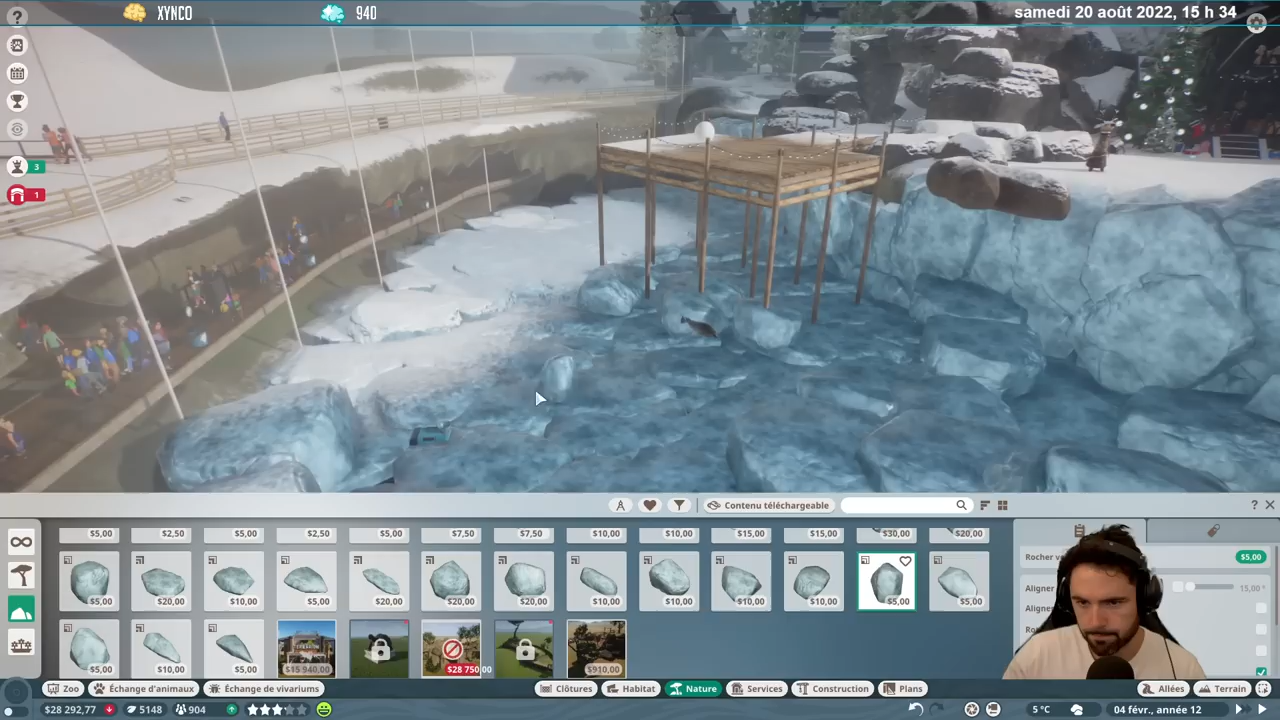 ?
XYNCO
940
samedi 20 août 2022, 15 h 34
3
1
Contenu téléchargeable
?
$5,00 $2,50 $5,00 $2,50 $5,00 $7,50 $7,50 $10,00 $10,00 $15,00 $15,00 $30,00 $20,00
$5,00 $20,00 $10,00 $5,00 $20,00 $20,00 $20,00 $10,00 $10,00 $10,00 $10,00 $5,00 $5,00
$5,00 $10,00 $5,00 $15 940,00 $28 750,00 $910,00
Rocher $5,00
Aligner 15,00
Aligner
Zoo Échange d'animaux Échange de vivariums Clôtures Habitat Nature Services Construction Plans Allées Terrain
$28 292,77 5148 904 5 °C 04 févr., année 12